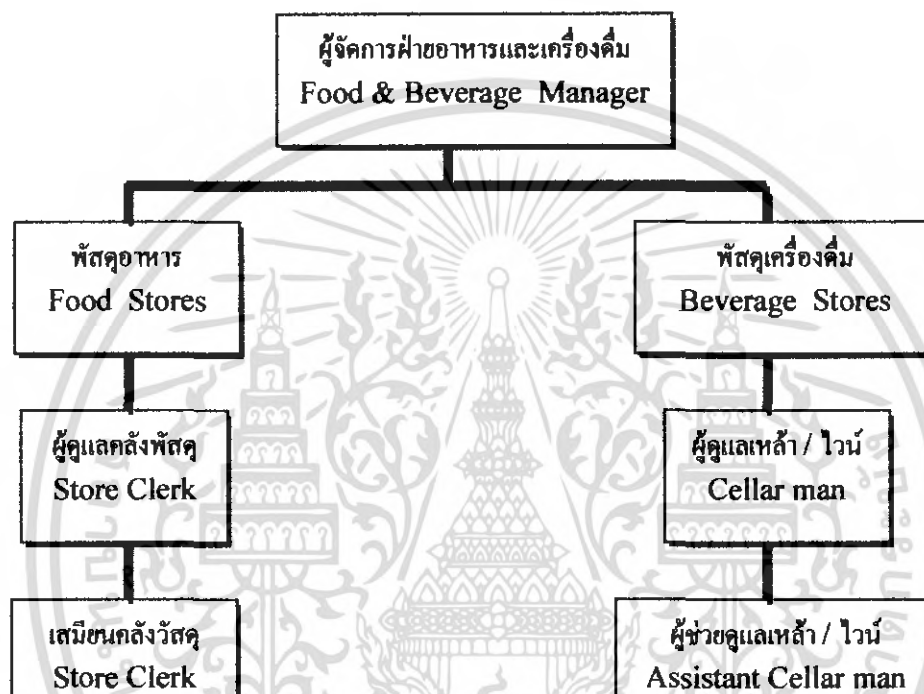 ผู้จัดการฝ่ายอาหารและเครื่องดื่ม
Food & Beverage Manager
พัสดุอาหาร
Food Stores
พัสดุเครื่องดื่ม
Beverage Stores
ผู้ดูแลคลังพัสดุ
Store Clerk
ผู้ดูแลเหล้า / ไวน์
Cellar man
เสมียนคลังวัสดุ
Store Clerk
ผู้ช่วยดูแลเหล้า / ไวน์
Assistant Cellar man